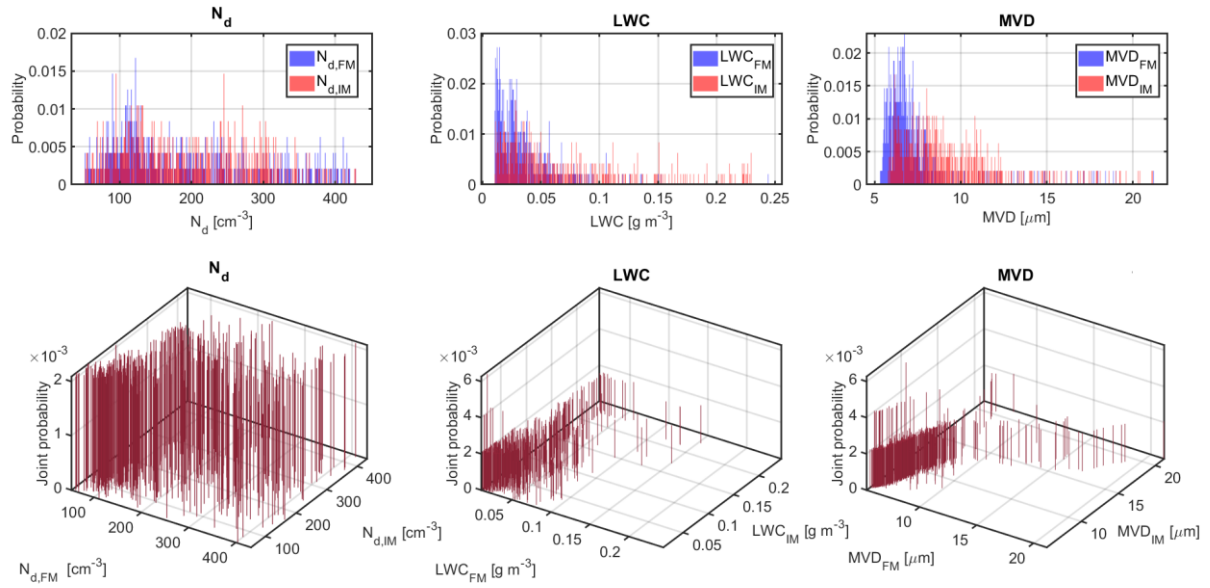 N_d
0.02
0.015
0.01
0.005
0
Probability
100
200
300
400
N_d [cm^-3]
N_d,FM
N_d,IM
LWC
0.03
0.02
0.01
0
Probability
0
0.05
0.1
0.15
0.2
0.25
LWC [g m^-3]
LWC_FM
LWC_IM
MVD
0.02
0.015
0.01
0.005
0
Probability
5
10
15
20
MVD [μm]
MVD_FM
MVD_IM
N_d
×10^-3
2
1
0
Joint probability
100
200
300
400
N_d,FM [cm^-3]
100
200
300
400
N_d,IM [cm^-3]
LWC
×10^-3
6
4
2
0
Joint probability
0.05
0.1
0.15
0.2
LWC_FM [g m^-3]
0.05
0.1
0.15
0.2
LWC_IM [g m^-3]
MVD
×10^-3
6
4
2
0
Joint probability
10
15
20
MVD_FM [μm]
10
15
20
MVD_IM [μm]